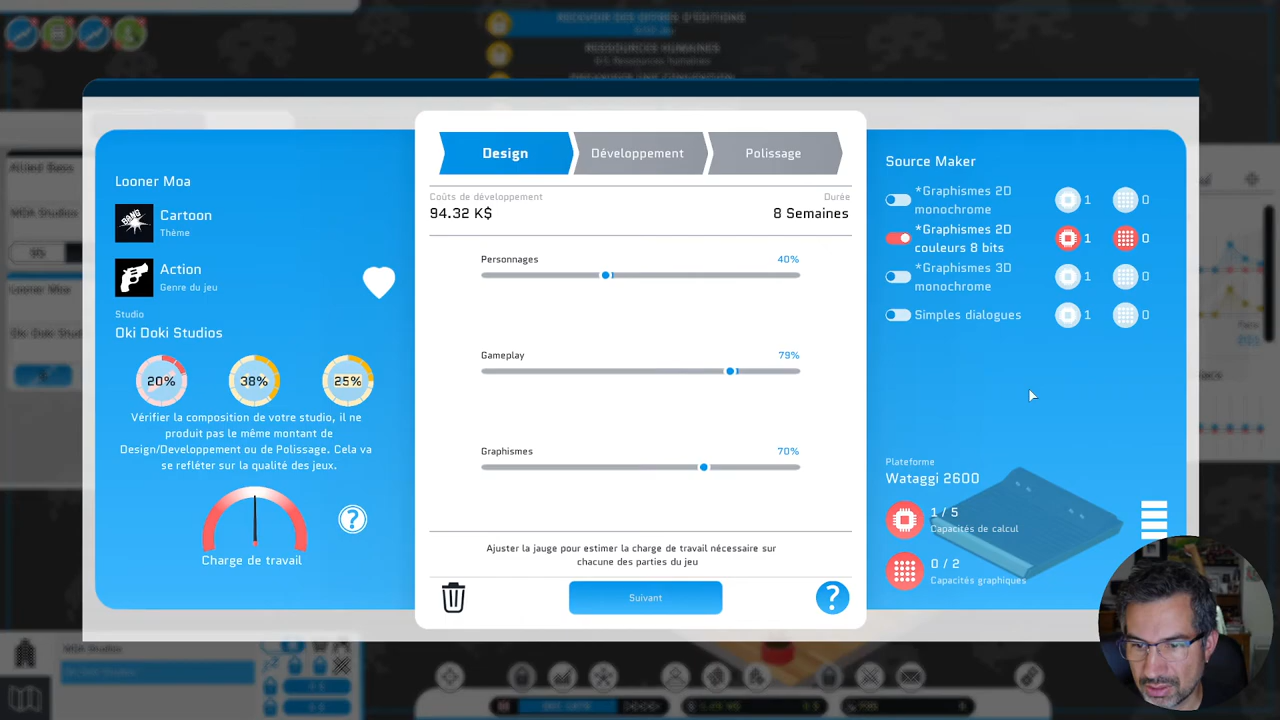 RECEVOIR DES OFFRES D'ÉDITIONS
RESSOURCES HUMAINES
Design
Développement
Polissage
Looner Moa
Cartoon
Thème
Action
Genre du jeu
Studio
Oki Doki Studios
20%
38%
25%
Vérifier la composition de votre studio, il ne
produit pas le même montant de
Design/Developpement ou de Polissage. Cela va
se refléter sur la qualité des jeux.
?
Charge de travail
Coûts de développement
94.32 K$
Durée
8 Semaines
Personnages
40%
Gameplay
79%
Graphismes
70%
Ajuster la jauge pour estimer la charge de travail nécessaire sur
chacune des parties du jeu
Suivant
?
Source Maker
*Graphismes 2D
monochrome
1
0
*Graphismes 2D
couleurs 8 bits
1
0
*Graphismes 3D
monochrome
1
0
Simples dialogues
1
0
Plateforme
Wataggi 2600
1 / 5
Capacités de calcul
0 / 2
Capacités graphiques